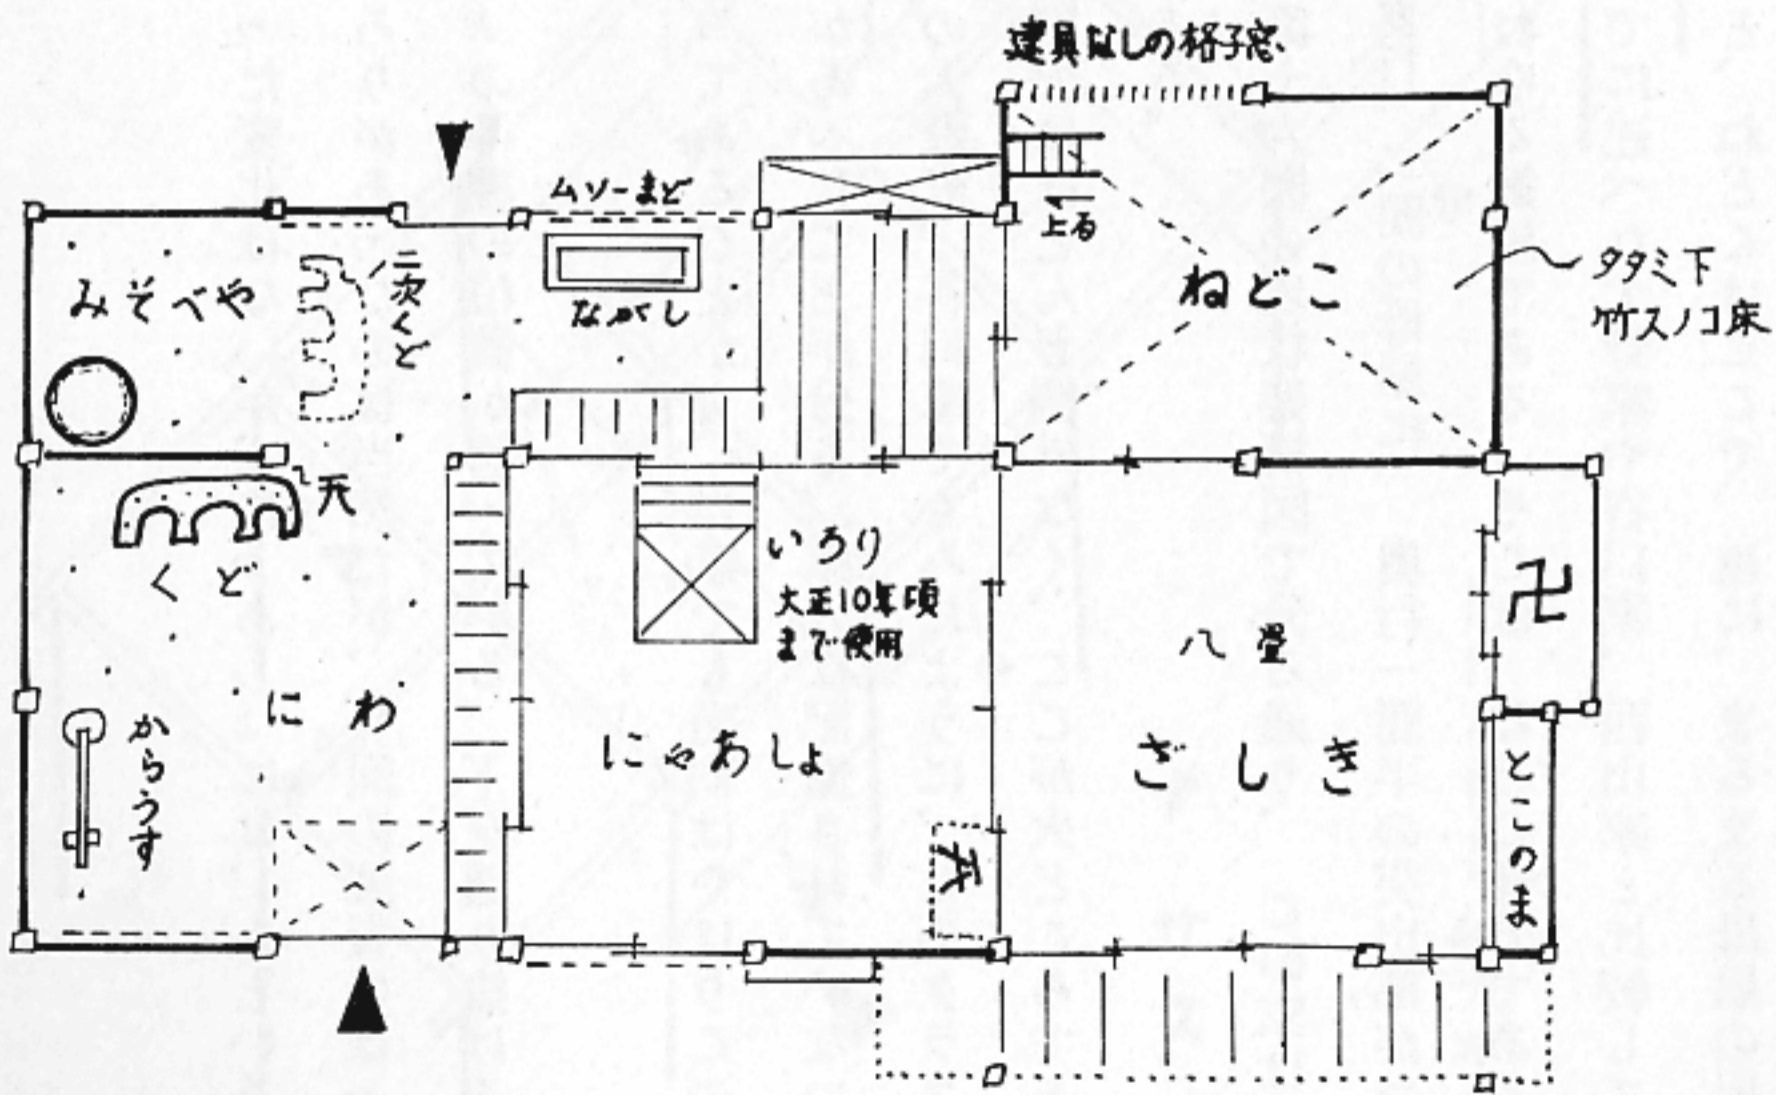 建具なしの格子窓
ムソーまど
上る
みそべや
二次くど
ながし
ねどこ
タタミ下
竹スノコ床
くど
いろり
大正10年頃
まで使用
八畳
卍
にわ
からうす
にゃあしょ
ざしき
とこのま